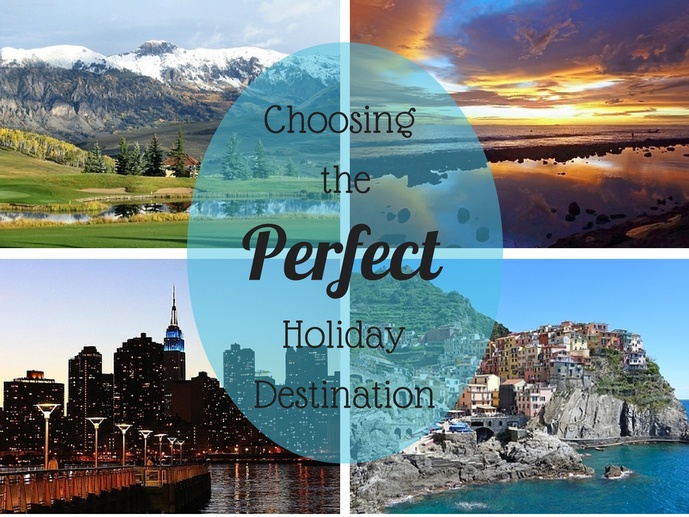 Choosing
the
Perfect
Holiday
Destination